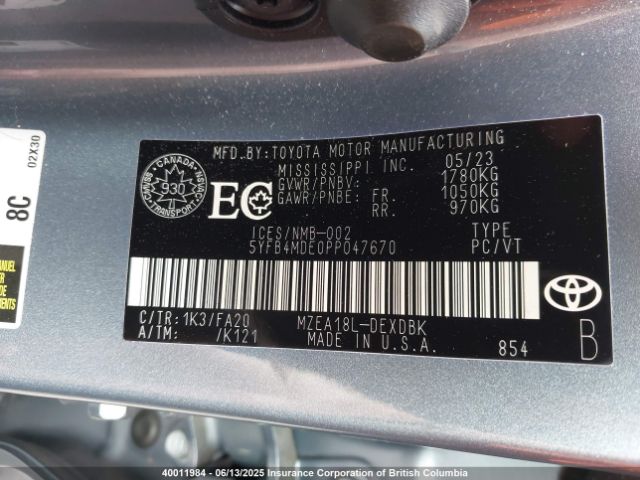 02X30
8C
MFD.BY:TOYOTA MOTOR MANUFACTURING
MISSISSIPPI INC. 05/23
GVWR/PNBV: 1780KG
GAWR/PNBE: FR. 1050KG
RR. 970KG
CANADA
930
TRANSPORT
EC
ICES/NMB-002 TYPE
5YFB4MDE0PP047670 PC/VT
C/TR:1K3/FA20 MZEA18L-DEXDBK
A/TM: /K121 MADE IN U.S.A.
854
B
TOYOTA
40011984 - 06/13/2025 Insurance Corporation of British Columbia